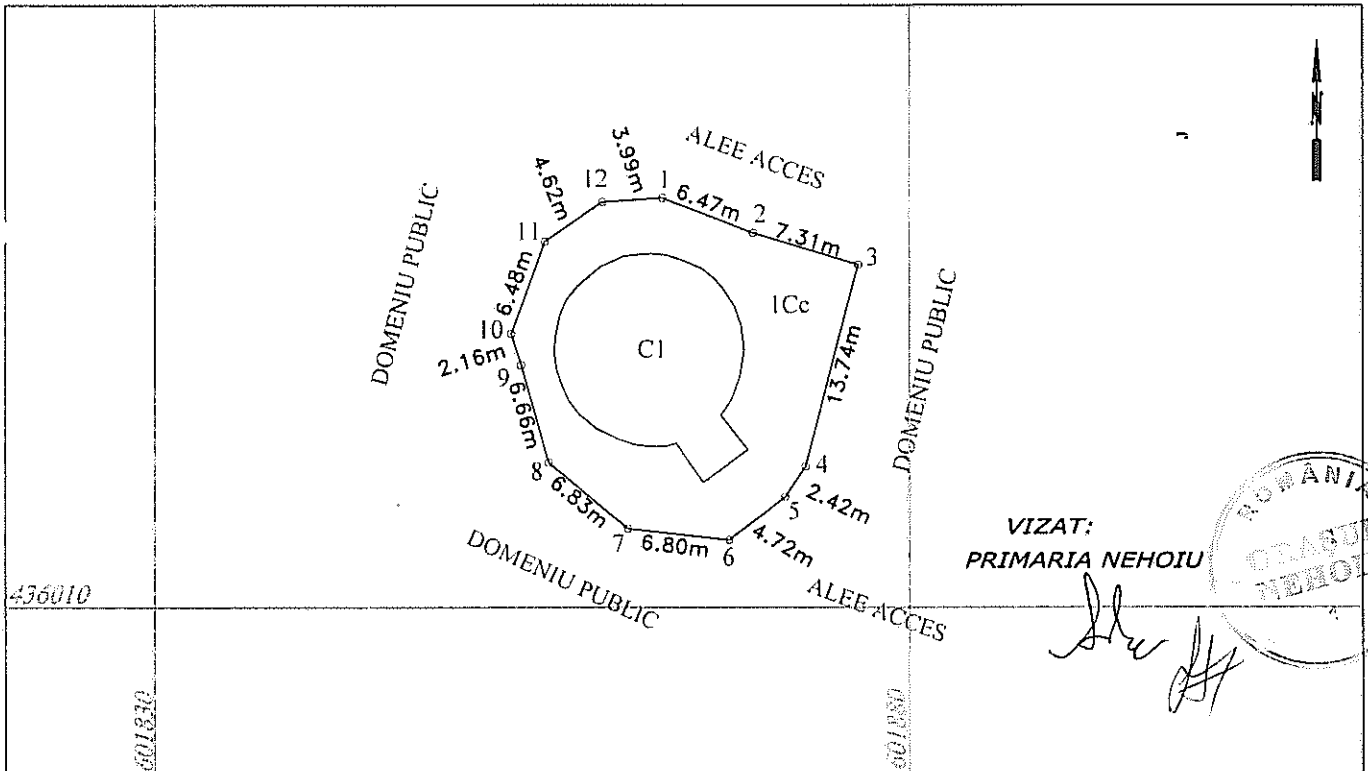 N
ALEE ACCES
3.99m
4.62m
12
1
6.47m
2
7.31m
3
11
DOMENIU PUBLIC
6.48m
1Cc
10
C1
13.74m
DOMENIU PUBLIC
2.16m
9
6.66m
8
4
6.83m
5
2.42m
7
6.80m
6
4.72m
DOMENIU PUBLIC
ALEE ACCES
VIZAT:
PRIMARIA NEHOIU
ROMÂNIA
436010
601830
601880